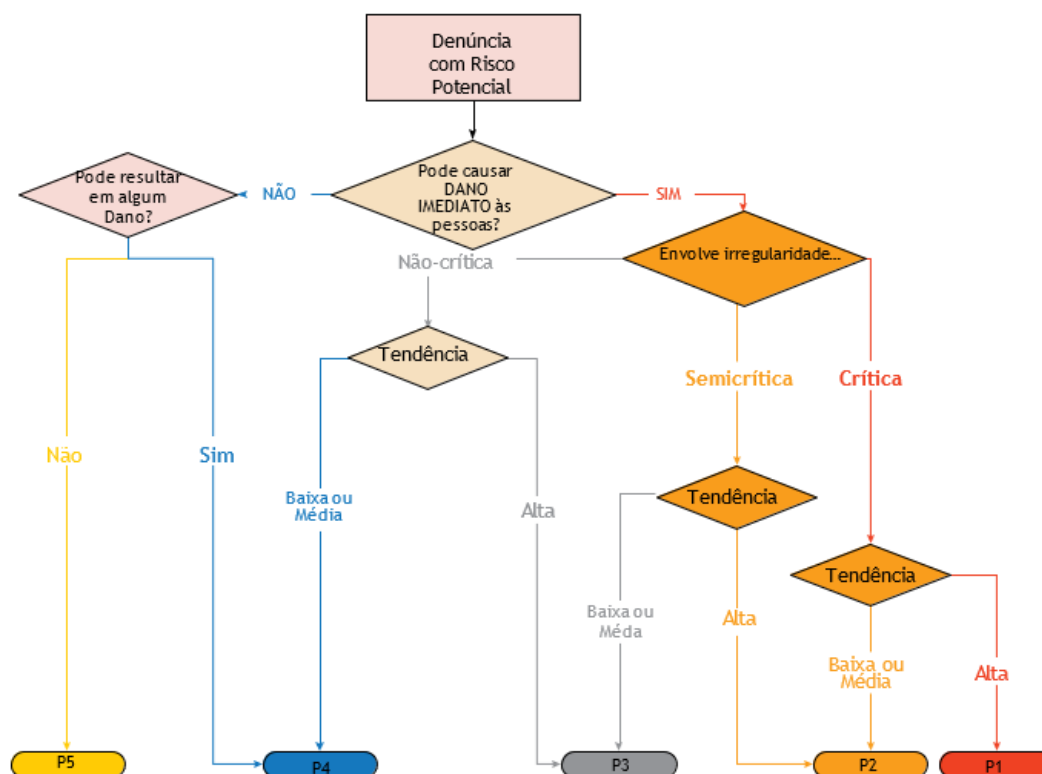 Denúncia
com Risco
Potencial
Pode resultar
em algum
Dano?
NÃO
Pode causar
DANO
IMEDIATO às
pessoas?
SIM
Envolve irregularidade...
Não-crítica
Tendência
Semicrítica
Crítica
Não
Sim
Baixa ou
Média
Alta
Tendência
Tendência
Baixa ou
Méda
Alta
Baixa ou
Média
Alta
P5
P4
P3
P2
P1